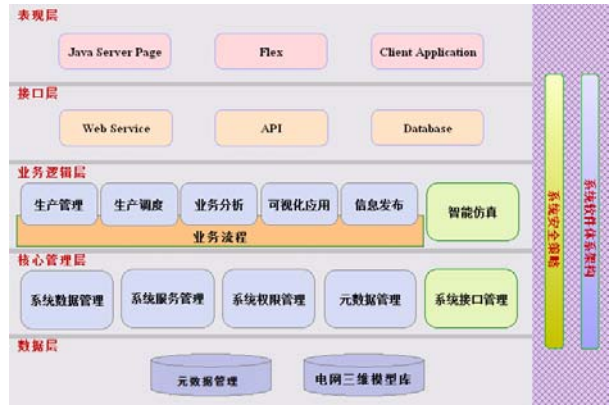 表现层
Java Server Page
Flex
Client Application
接口层
Web Service
API
Database
业务逻辑层
生产管理
生产调度
业务分析
可视化应用
信息发布
智能仿真
业务流程
核心管理层
系统数据管理
系统服务管理
系统权限管理
元数据管理
系统接口管理
数据层
元数据管理
电网三维模型库
系统安全策略
系统软件体系架构